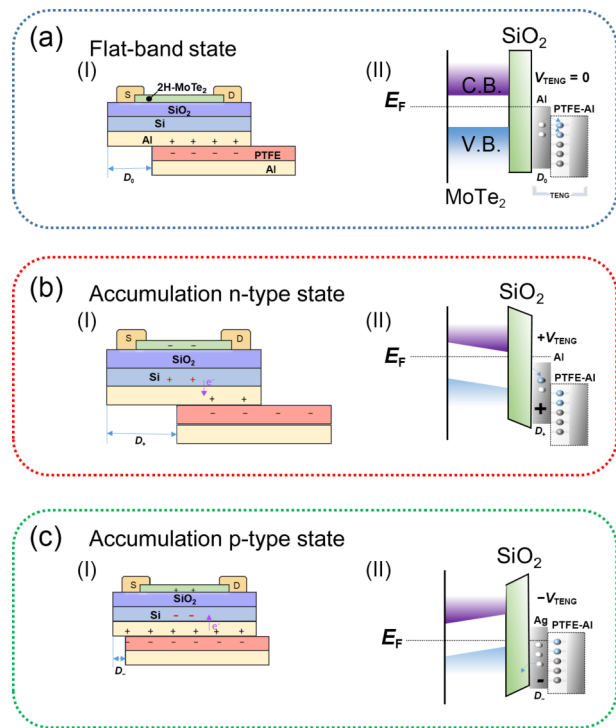 (a) Flat-band state
(I)
2H-MoTe2
S
D
SiO2
Si
Al + + + +
− − − − PTFE
Al
D0
(II)
SiO2
C.B.
VTENG = 0
EF
Al
PTFE-Al
V.B.
D0
TENG
MoTe2
(b) Accumulation n-type state
(I)
S − − D
SiO2
Si + + e−
+ +
− − − −
D+
(II)
SiO2
+VTENG
EF
Al
PTFE-Al
+
D+
(c) Accumulation p-type state
(I)
S + + D
SiO2
Si − − e−
+ + + + + +
− − − − − −
D−
(II)
SiO2
−VTENG
Ag
PTFE-Al
EF
-
D−